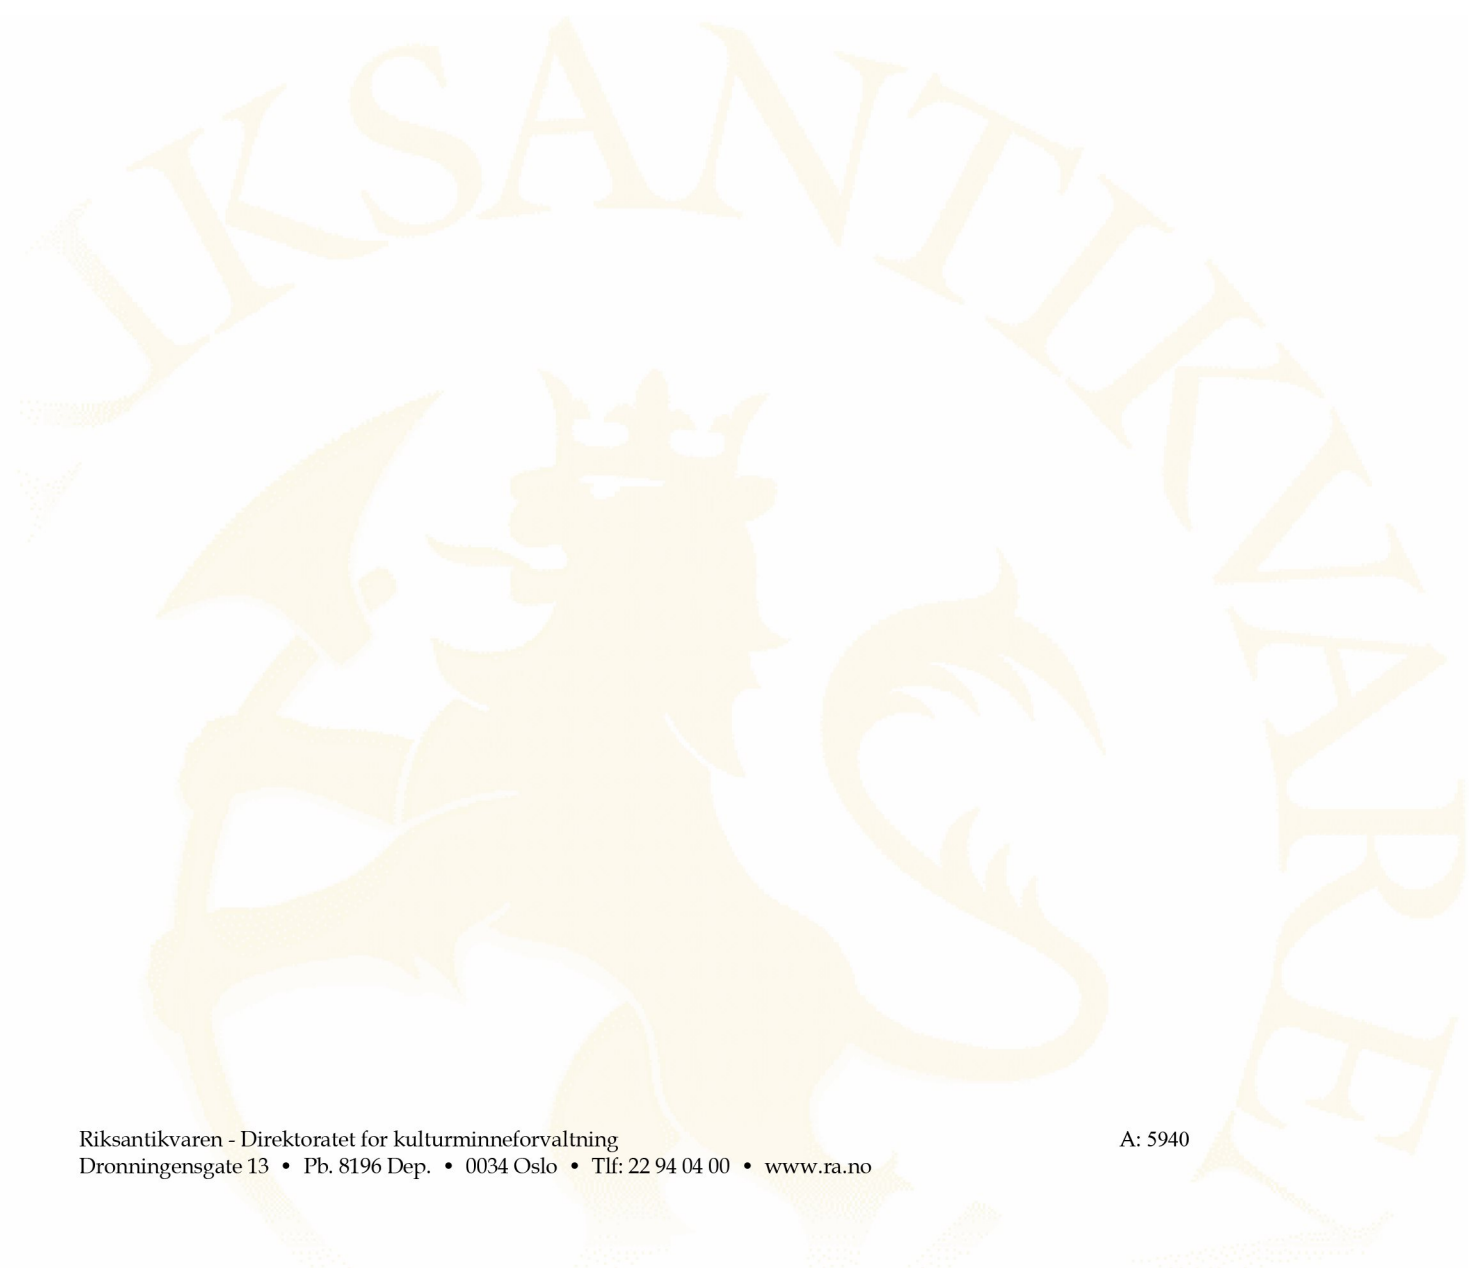 RIKSANTIKVAREN
Riksantikvaren - Direktoratet for kulturminneforvaltning
A: 5940
Dronningensgate 13 • Pb. 8196 Dep. • 0034 Oslo • Tlf: 22 94 04 00 • www.ra.no